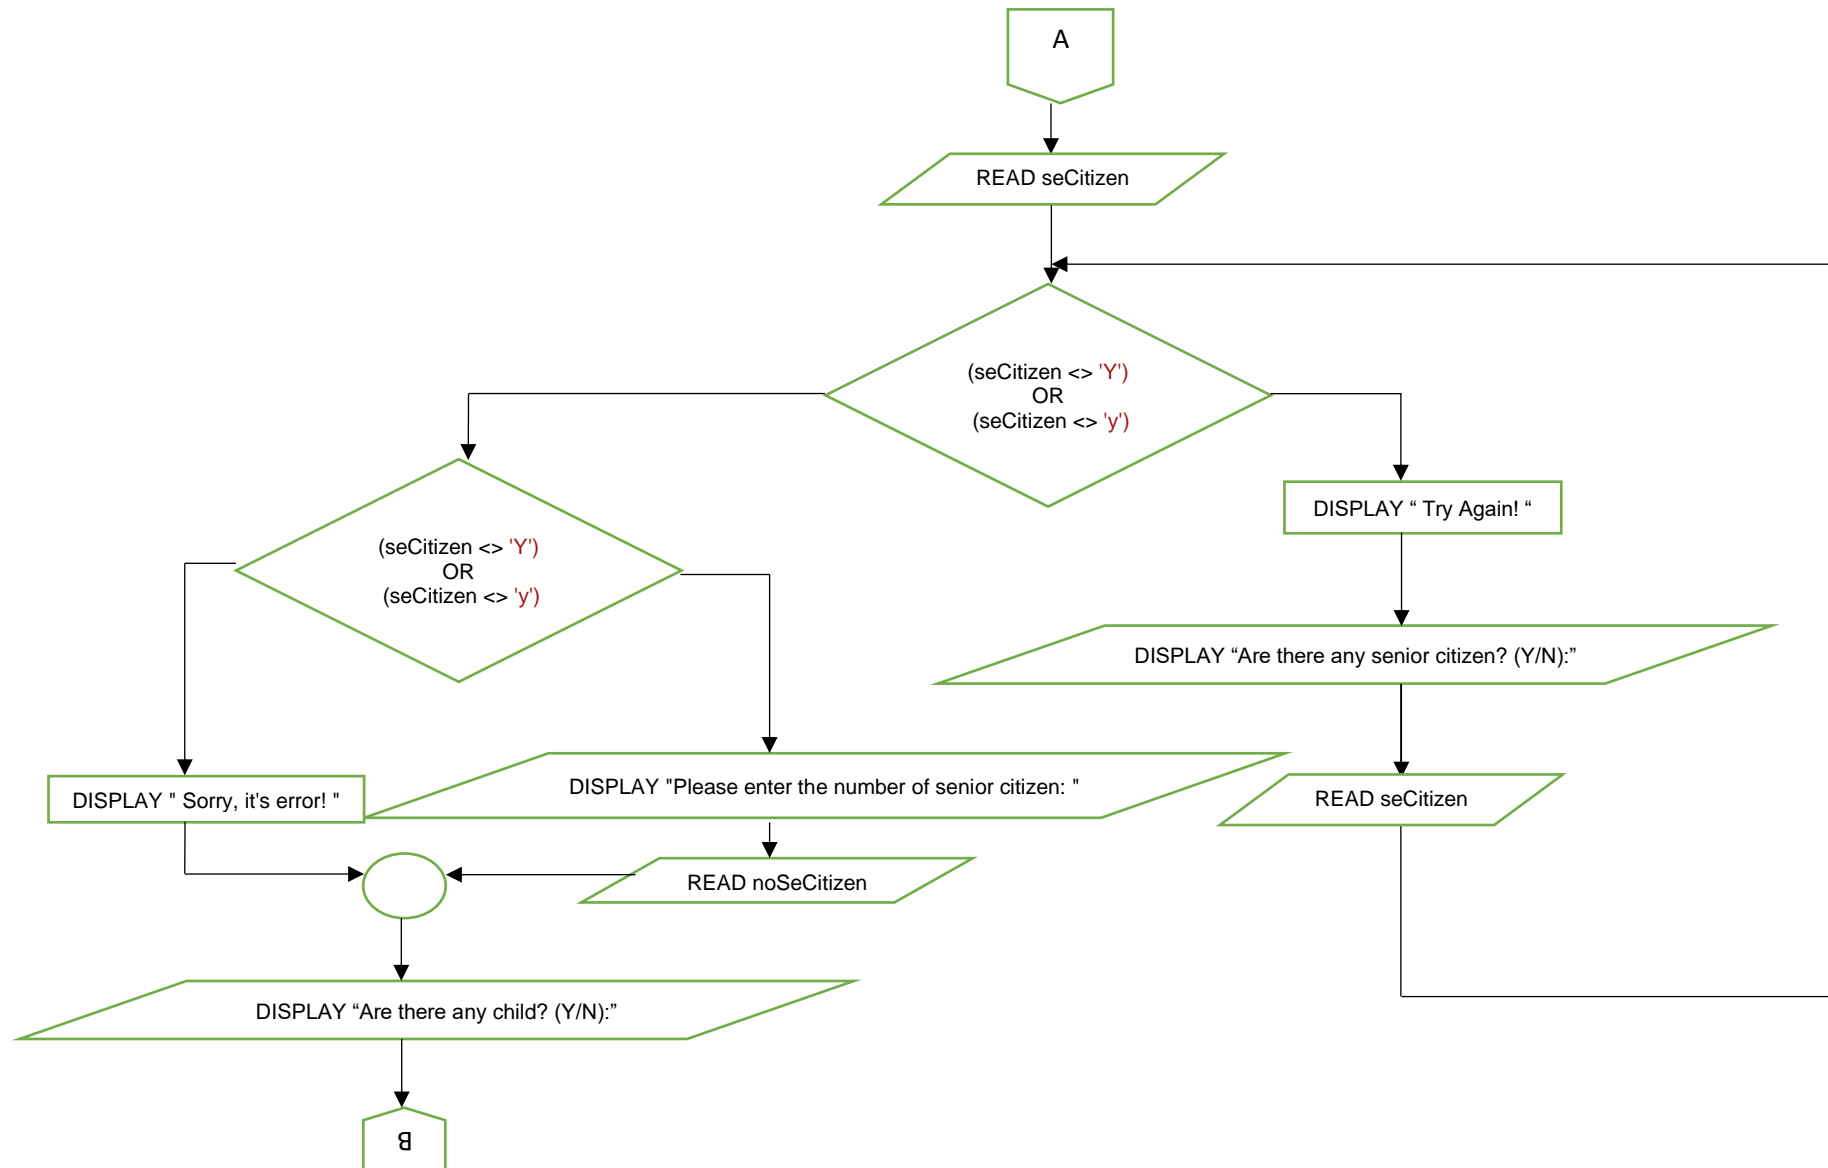 A
READ seCitizen
(seCitizen <> 'Y')
OR
(seCitizen <> 'y')
(seCitizen <> 'Y')
OR
(seCitizen <> 'y')
DISPLAY “ Try Again! “
DISPLAY “Are there any senior citizen? (Y/N):”
DISPLAY "Please enter the number of senior citizen: "
DISPLAY " Sorry, it's error! "
READ seCitizen
READ noSeCitizen
DISPLAY “Are there any child? (Y/N):”
B